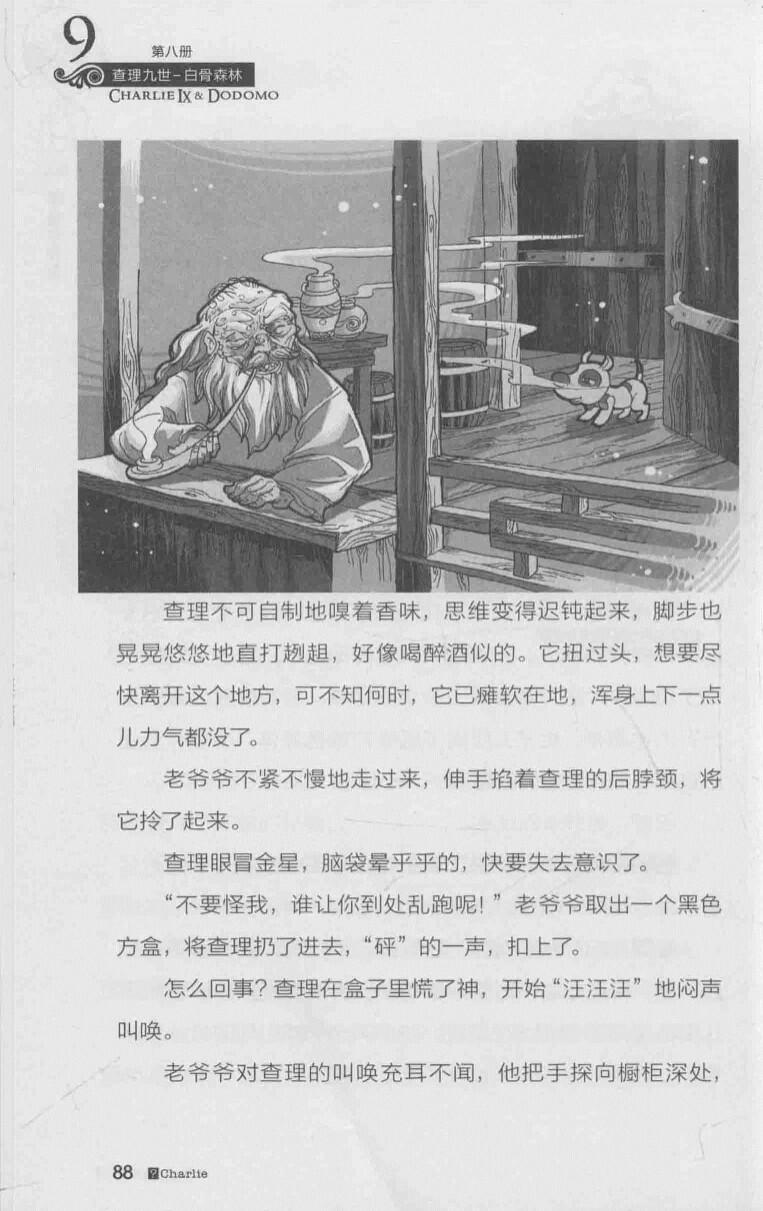 9
第八册
查理九世-白骨森林
CHARLIE IX & DODOMO
查理不可自制地嗅着香味，思维变得迟钝起来，脚步也
晃晃悠悠地直打趔趄，好像喝醉酒似的。它扭过头，想要尽
快离开这个地方，可不知何时，它已瘫软在地，浑身上下一点
儿力气都没了。
老爷爷不紧不慢地走过来，伸手掐着查理的后脖颈，将
它拎了起来。
查理眼冒金星，脑袋晕乎乎的，快要失去意识了。
“不要怪我，谁让你到处乱跑呢！”老爷爷取出一个黑色
方盒，将查理扔了进去，“砰”的一声，扣上了。
怎么回事？查理在盒子里慌了神，开始“汪汪汪”地闷声
叫唤。
老爷爷对查理的叫唤充耳不闻，他把手探向橱柜深处，
88 ?Charlie